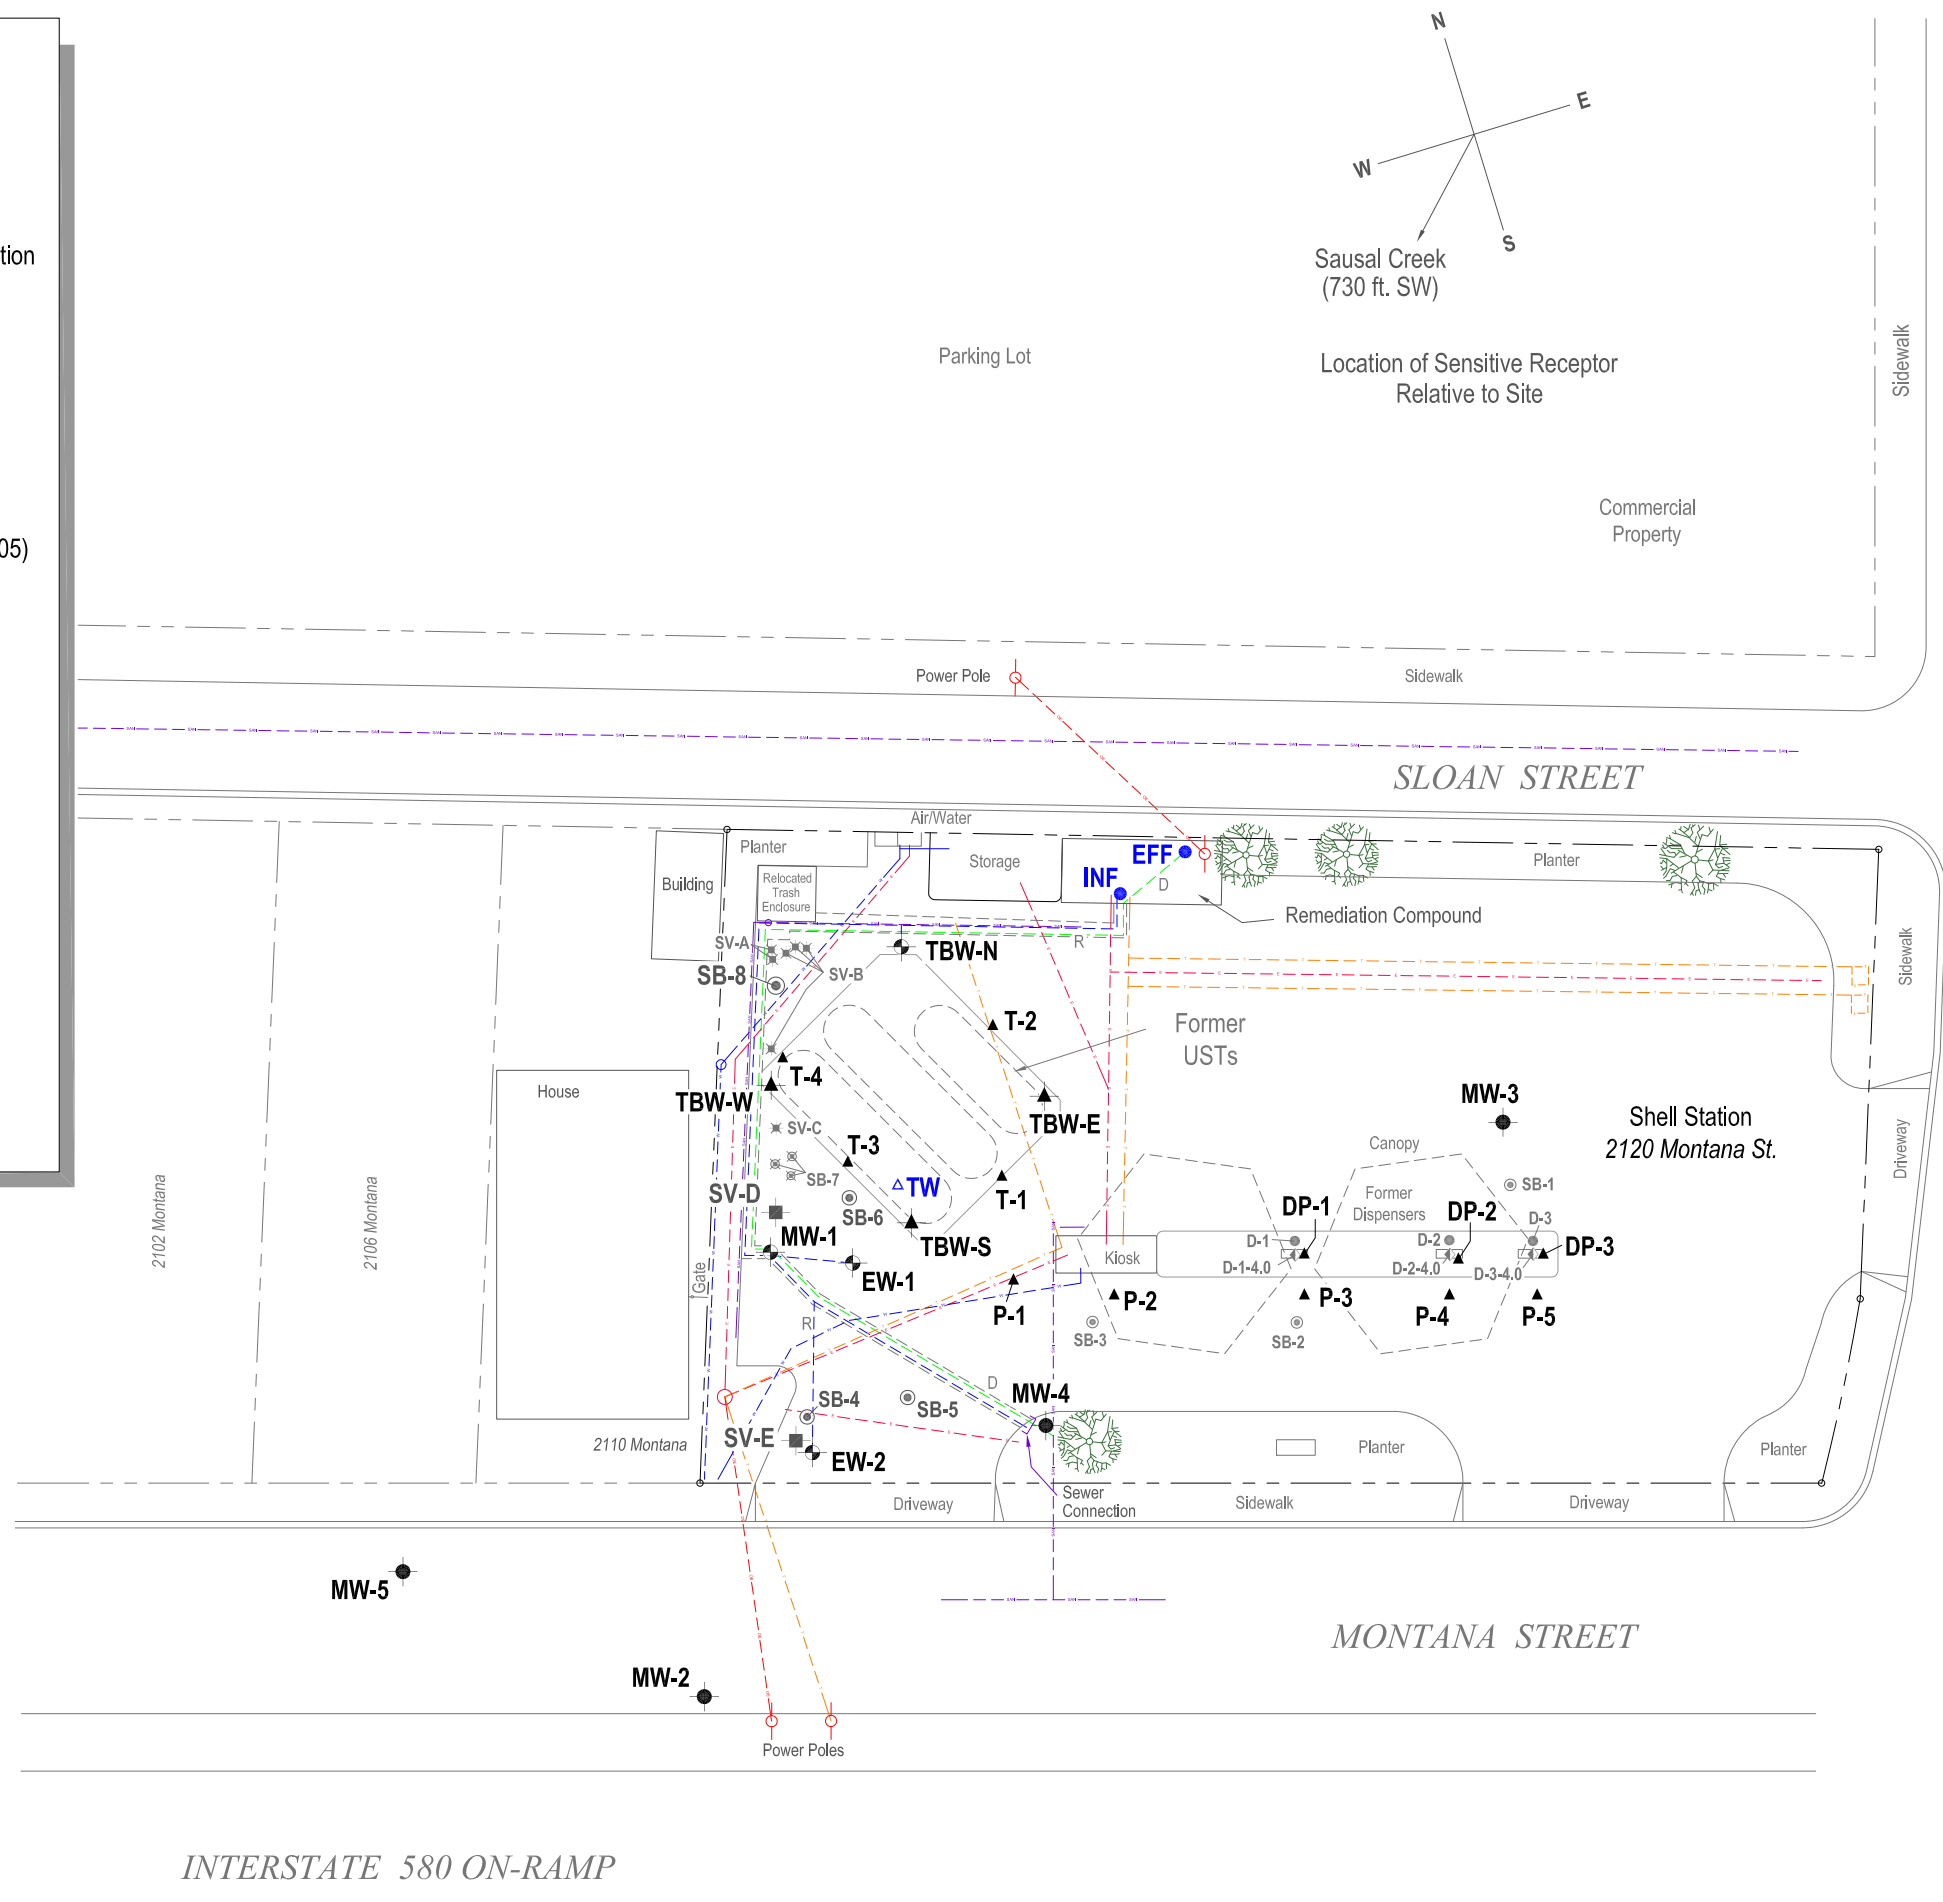 N
E
W
S
Sausal Creek
(730 ft. SW)
tion
Location of Sensitive Receptor
Relative to Site
Parking Lot
Sidewalk
Commercial
Property
05)
Power Pole
Sidewalk
SLOAN STREET
Air/Water
Planter
Storage
EFF
INF
D
Planter
Building
Relocated
Trash
Enclosure
Remediation Compound
R
SV-A
TBW-N
SB-8
SV-B
Sidewalk
T-2
Former
USTs
T-4
House
TBW-W
TBW-E
MW-3
Shell Station
2120 Montana St.
SV-C
Canopy
Driveway
T-3
SB-7
TW
T-1
SV-D
SB-6
SB-1
Former
Dispensers
DP-1
DP-2
D-3
2102 Montana
2106 Montana
MW-1
TBW-S
D-1
D-2
DP-3
Kiosk
D-1-4.0
D-2-4.0
D-3-4.0
Gate
EW-1
P-1
P-2
P-3
P-4
P-5
R
SB-3
SB-2
D
MW-4
SB-4
SB-5
SV-E
2110 Montana
EW-2
Planter
Planter
Sewer
Connection
Driveway
Sidewalk
Driveway
MW-5
MONTANA STREET
MW-2
Power Poles
INTERSTATE 580 ON-RAMP